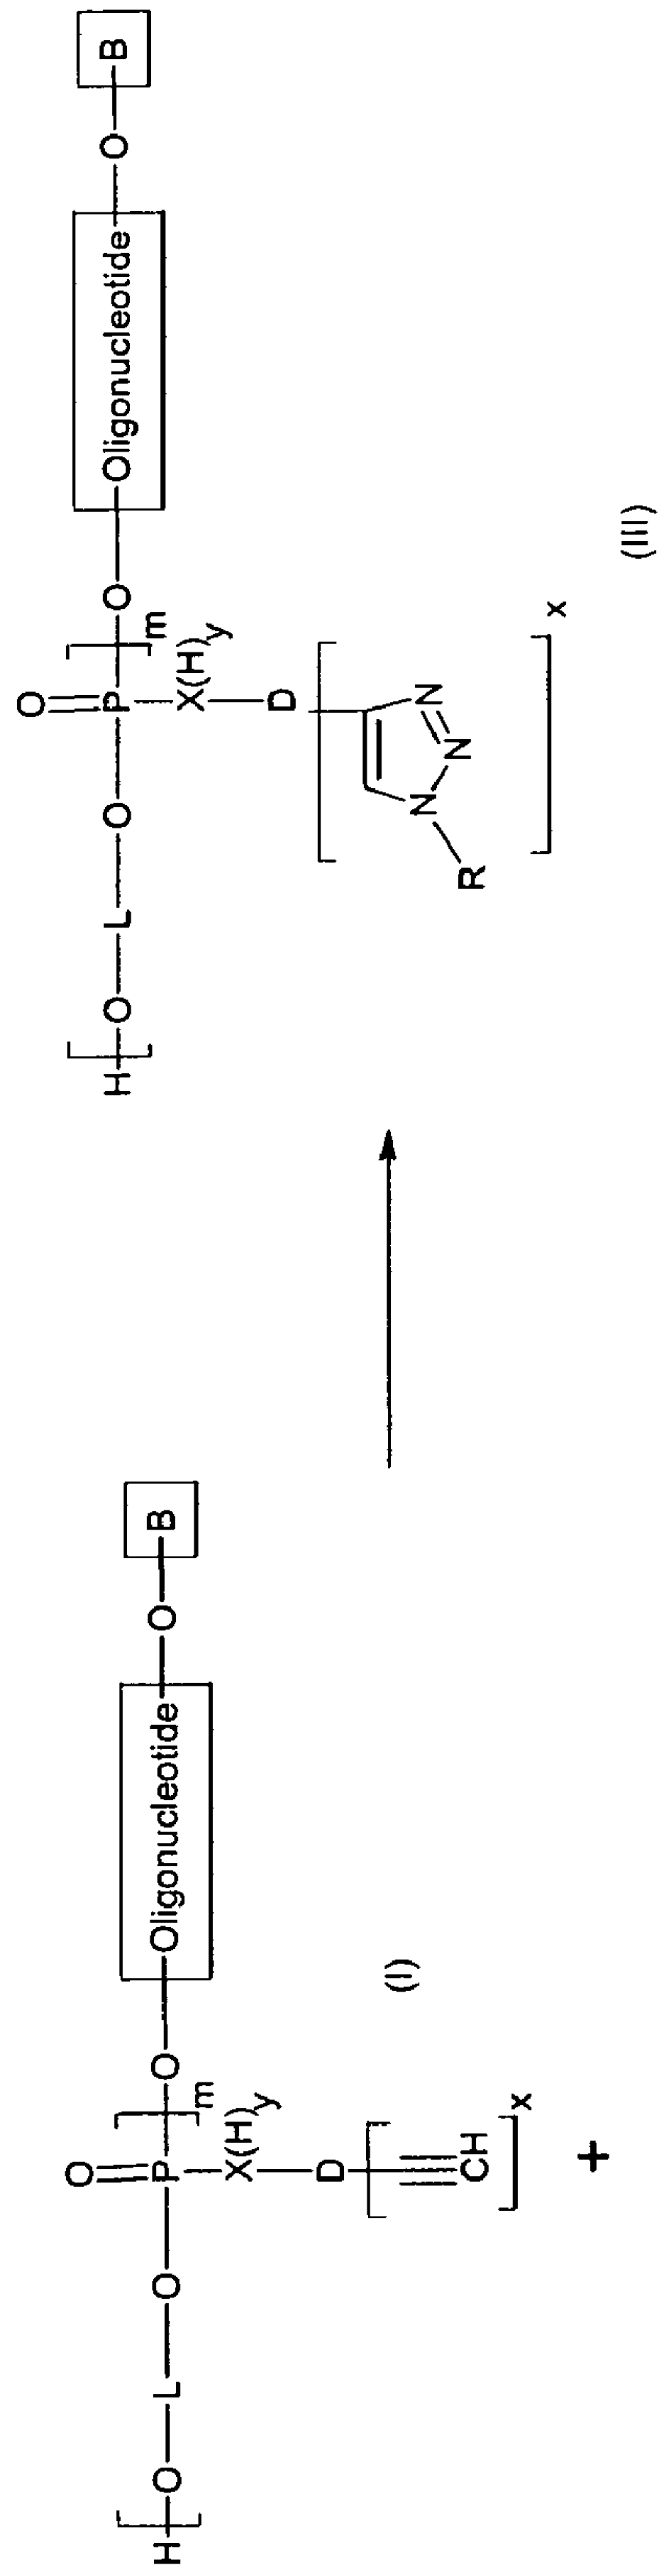 O
H[O—L—O—P]m—O—Oligonucleotide—O—B
X(H)y
D
[≡CH]x
(I)
+
O
H[O—L—O—P]m—O—Oligonucleotide—O—B
X(H)y
D
N
N
N
R
x
(III)